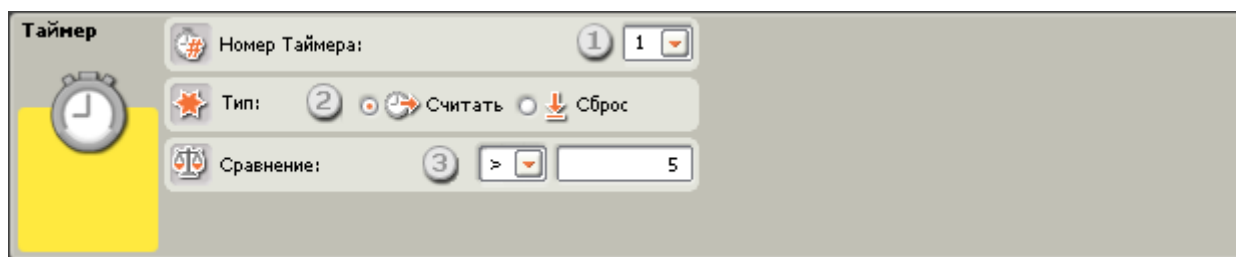 Таймер
Номер Таймера: 1 1
Тип: 2 Считать Сброс
Сравнение: 3 > 5